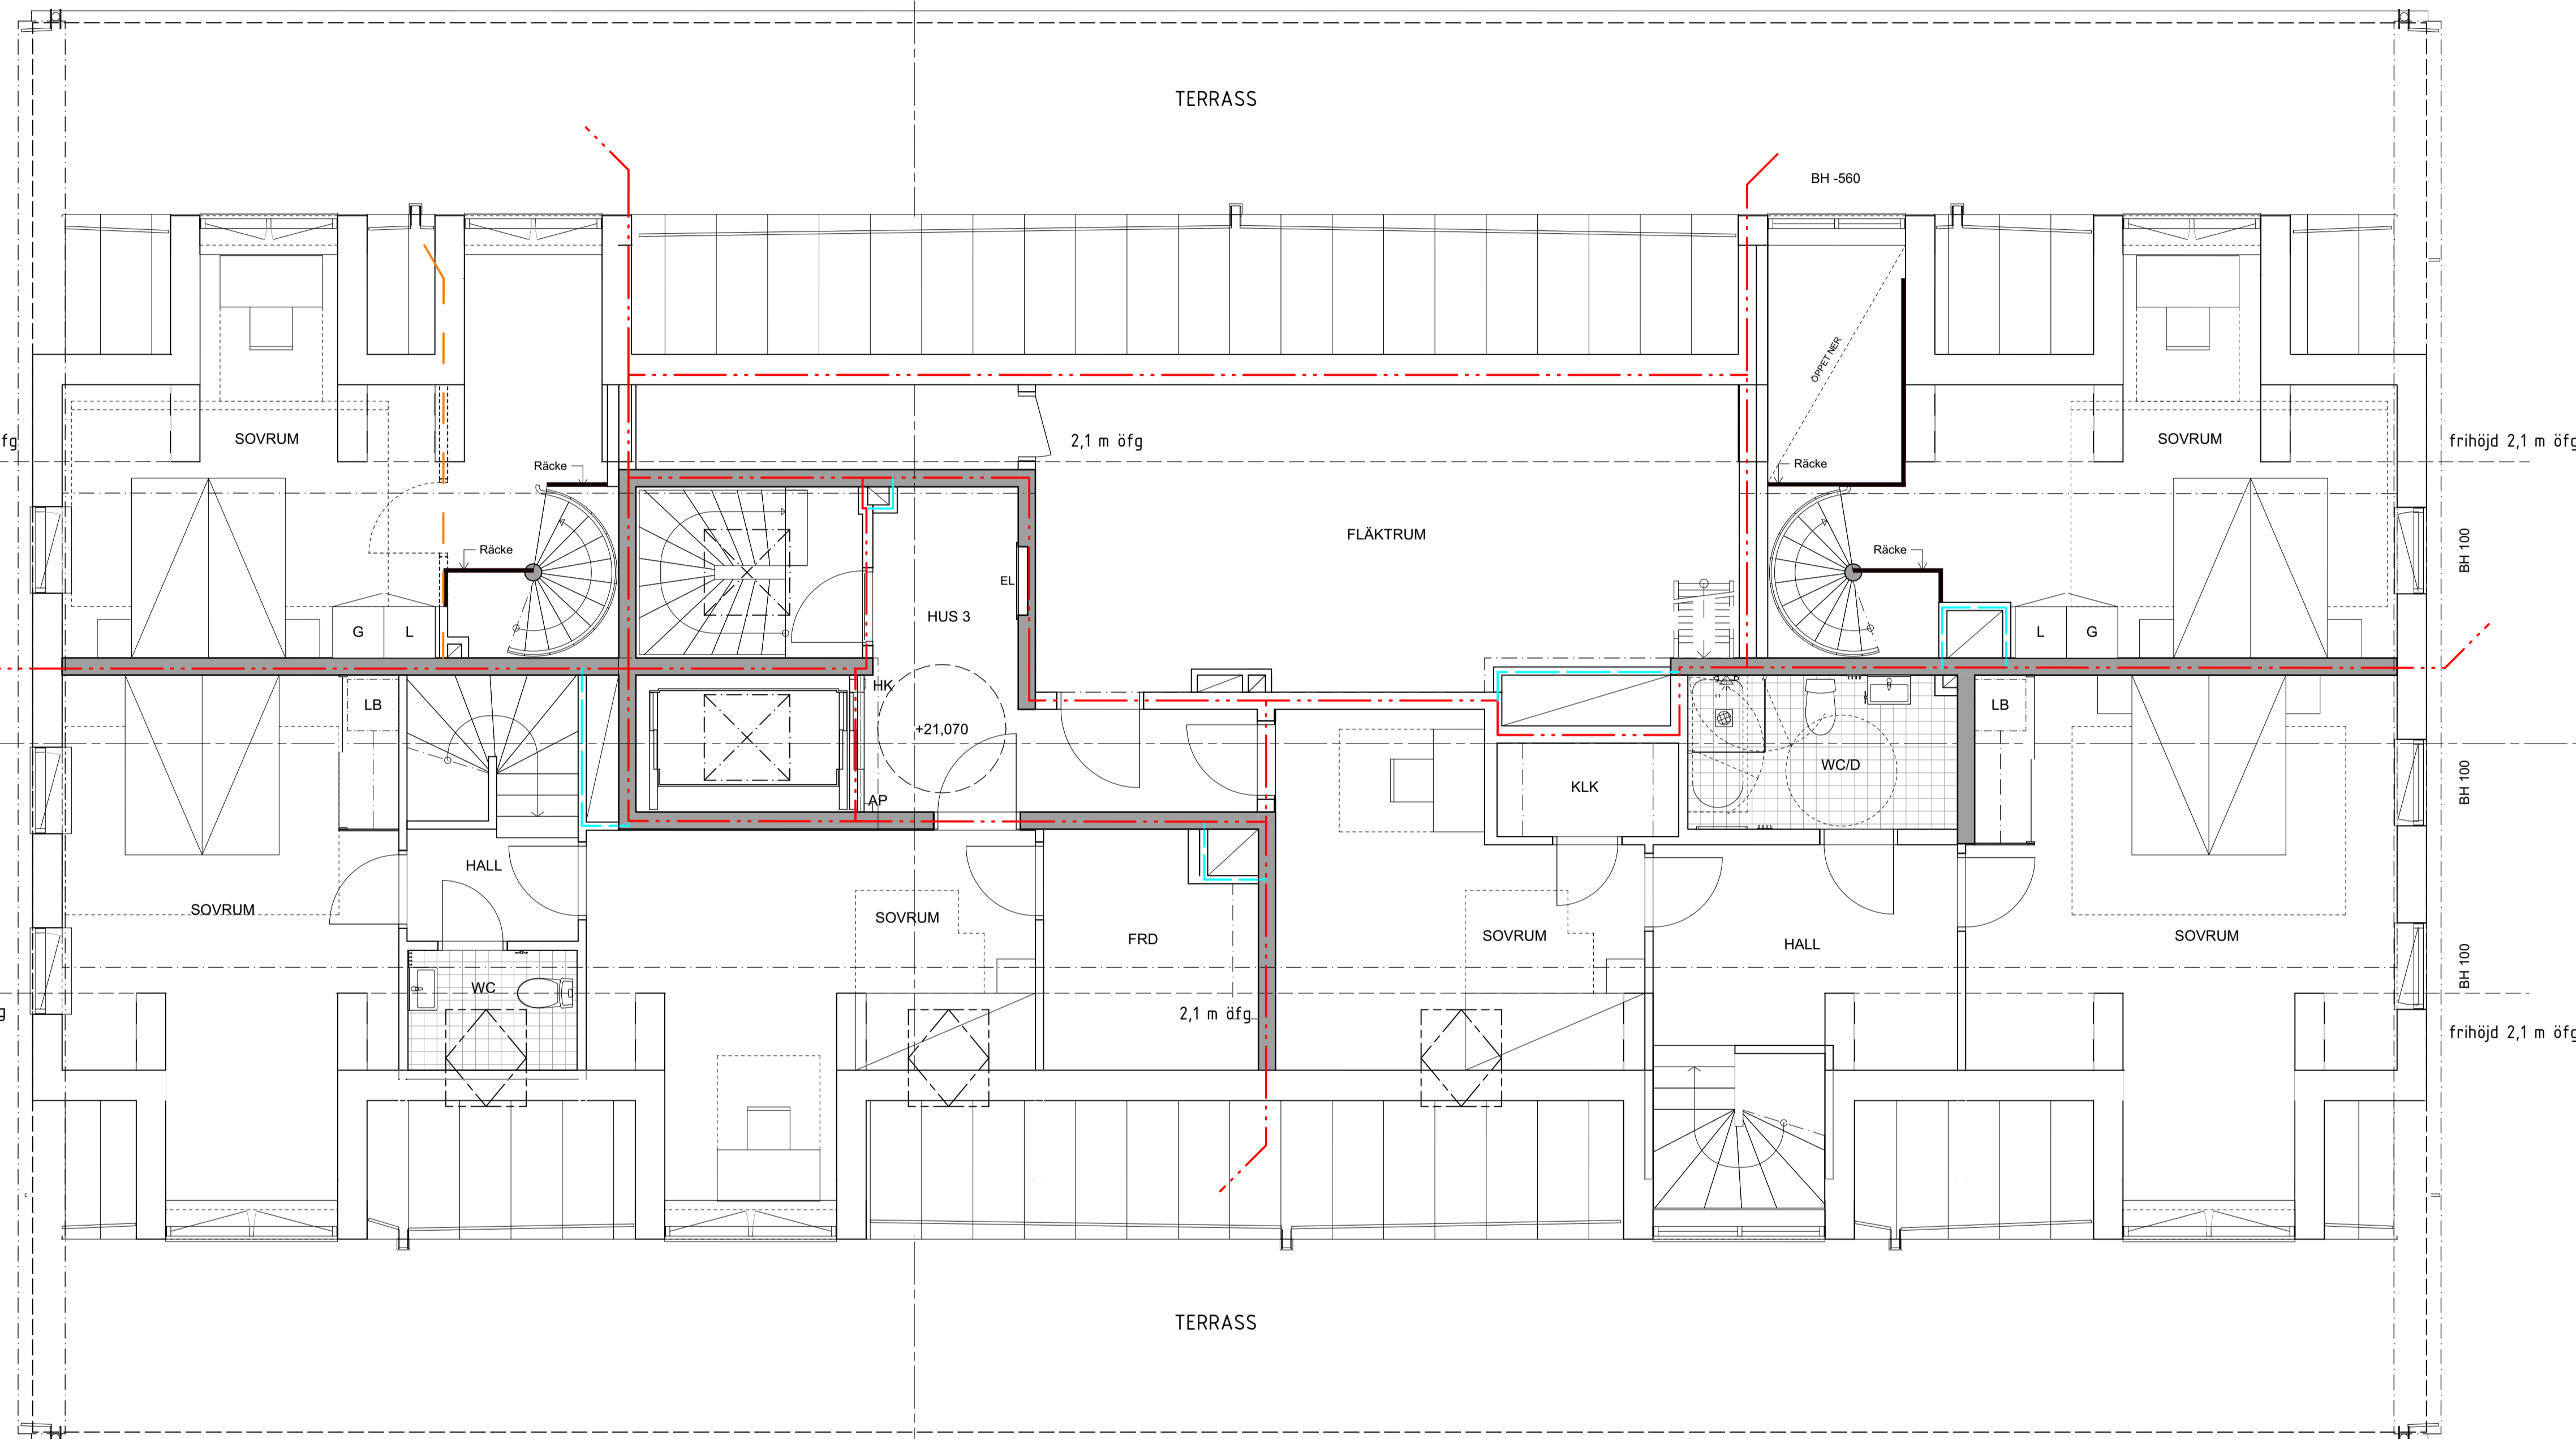 TERRASS
BH -560
ÖPPET NER
SOVRUM
fg
2,1 m öfg
SOVRUM
frihöjd 2,1 m öfg
Räcke
Räcke
FLÄKTRUM
BH 100
Räcke
Räcke
EL
HUS 3
G
L
L
G
HK
LB
LB
+21,070
WC/D
BH 100
KLK
AP
HALL
SOVRUM
SOVRUM
FRD
SOVRUM
HALL
SOVRUM
BH 100
WC
g
2,1 m öfg
frihöjd 2,1 m öfg
TERRASS